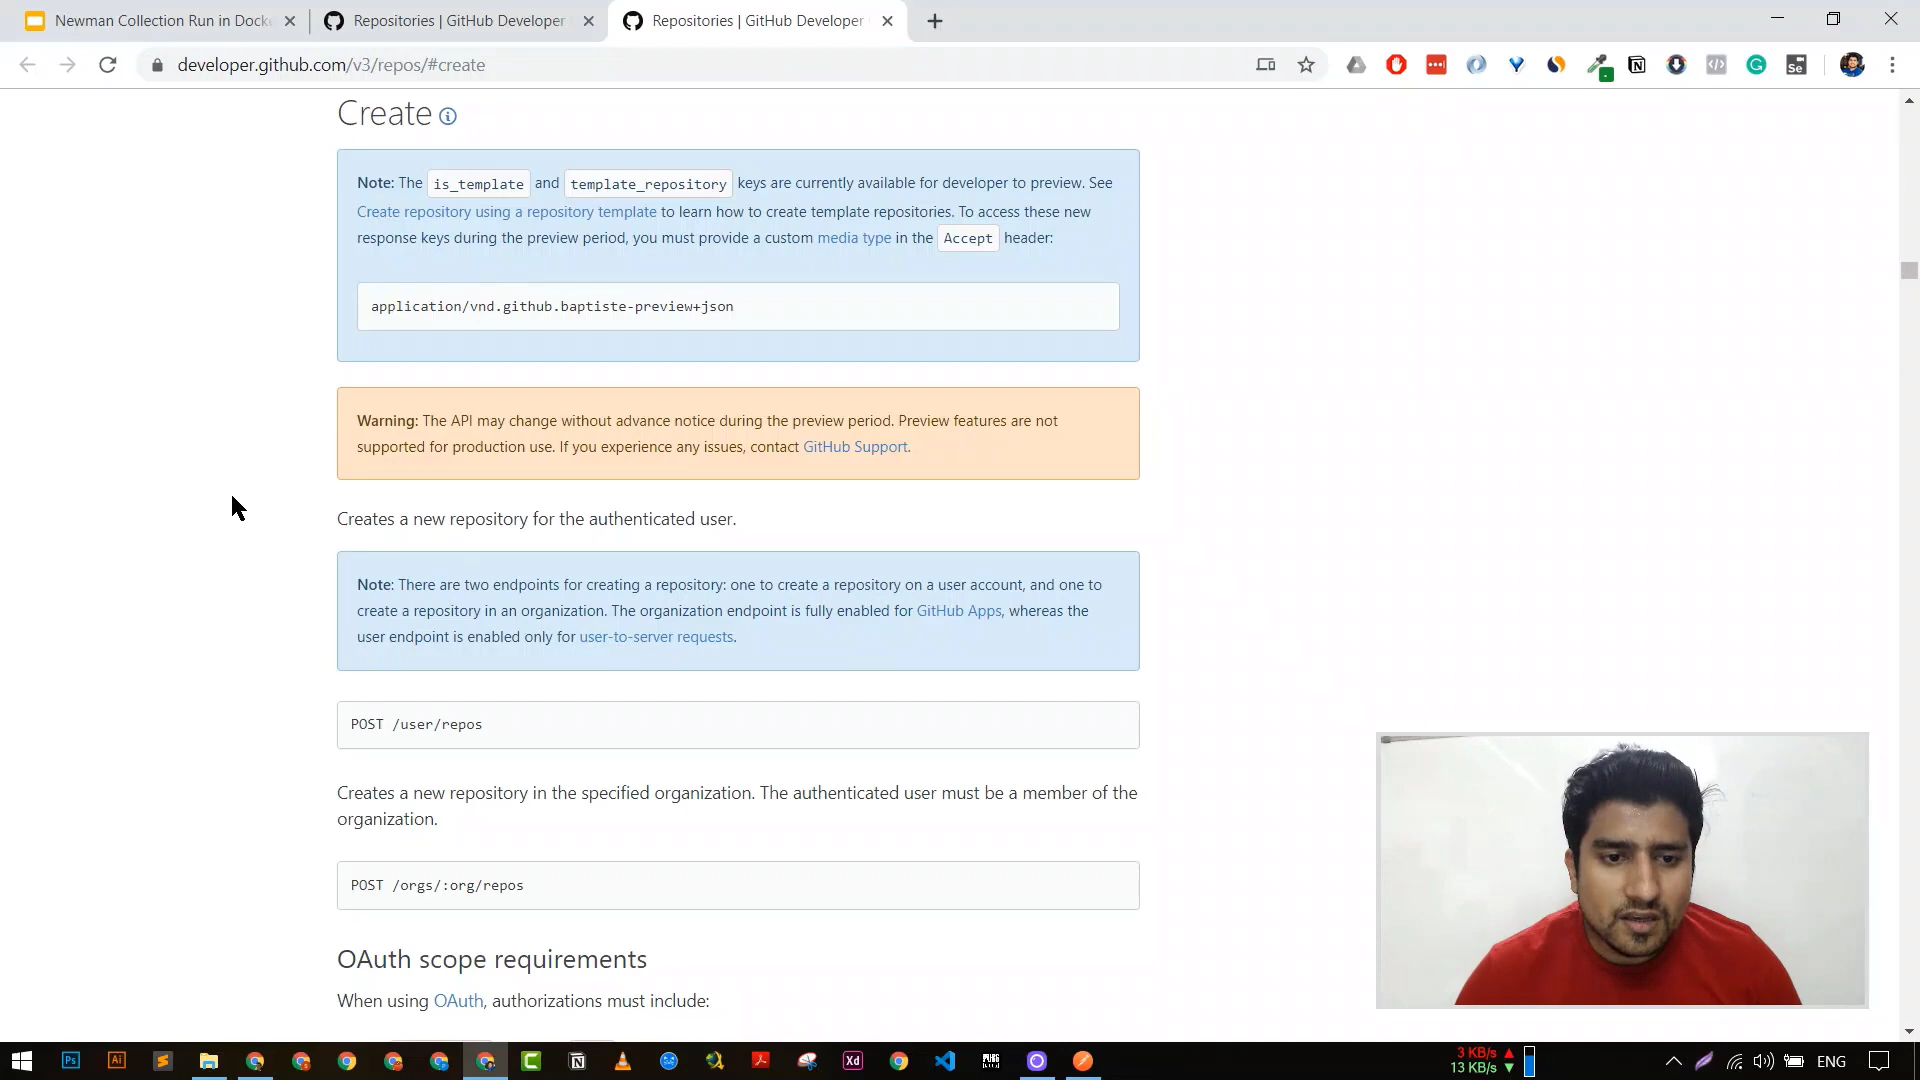 Newman Collection Run in Docke
Repositories | GitHub Developer
Repositories | GitHub Developer
developer.github.com/v3/repos/#create
Create
Note: The is_template and template_repository keys are currently available for developer to preview. See
Create repository using a repository template to learn how to create template repositories. To access these new
response keys during the preview period, you must provide a custom media type in the Accept header:
application/vnd.github.baptiste-preview+json
Warning: The API may change without advance notice during the preview period. Preview features are not
supported for production use. If you experience any issues, contact GitHub Support.
Creates a new repository for the authenticated user.
Note: There are two endpoints for creating a repository: one to create a repository on a user account, and one to
create a repository in an organization. The organization endpoint is fully enabled for GitHub Apps, whereas the
user endpoint is enabled only for user-to-server requests.
POST /user/repos
Creates a new repository in the specified organization. The authenticated user must be a member of the
organization.
POST /orgs/:org/repos
OAuth scope requirements
When using OAuth, authorizations must include:
Ps
Ai
Xd
3 KB/s
13 KB/s
ENG
Se